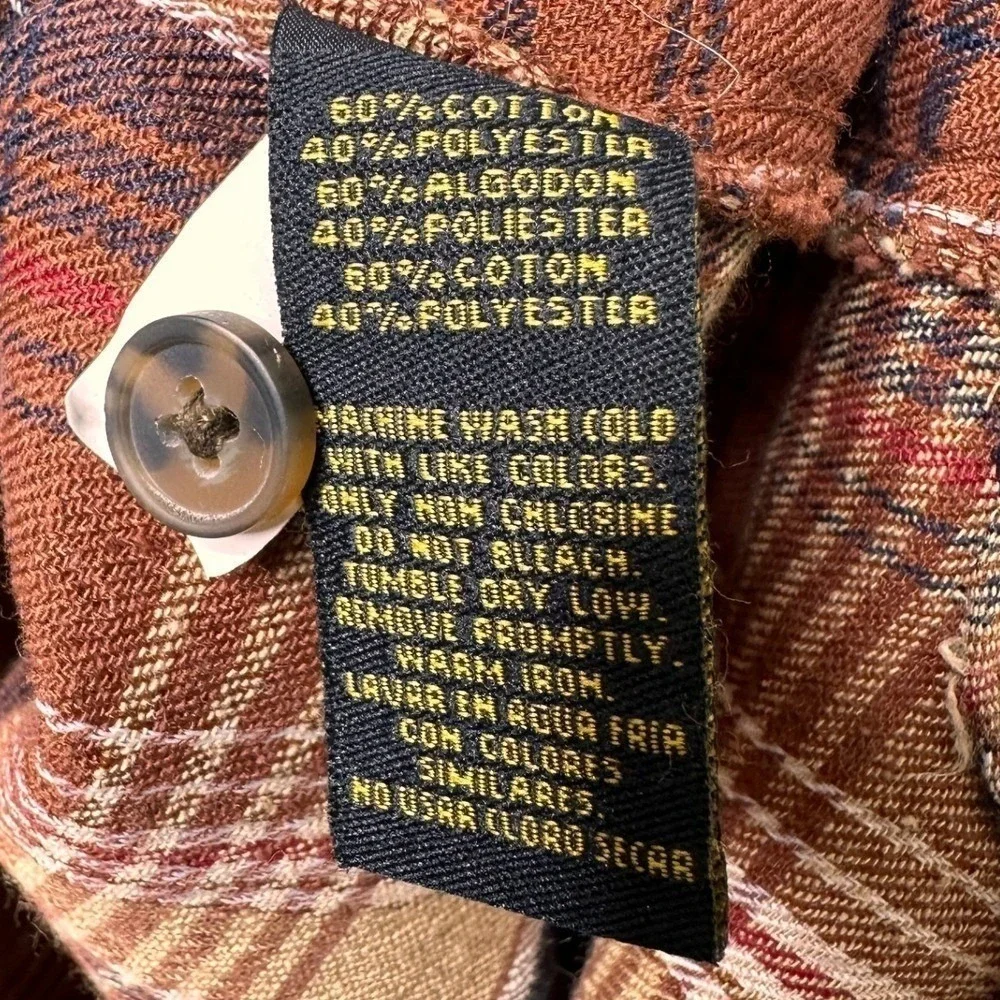 60% COTTON
40% POLYESTER
60% ALGODON
40% POLIESTER
60% COTON
40% POLYESTER
MACHINE WASH COLD
WITH LIKE COLORS.
ONLY NON CHLORINE
DO NOT BLEACH.
TUMBLE DRY LOW.
REMOVE PROMPTLY.
WARM IRON.
LAVAR EN AGUA FRIA
CON COLORES
SIMILARES.
NO USAR CLORO SECAR